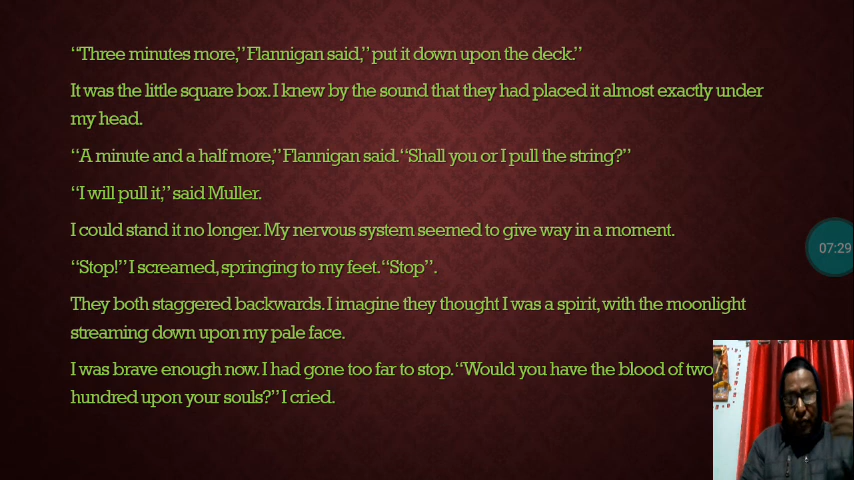 “Three minutes more,” Flannigan said,” put it down upon the deck.”
It was the little square box. I knew by the sound that they had placed it almost exactly under
my head.
“A minute and a half more,” Flannigan said. “Shall you or I pull the string?”
“I will pull it,” said Muller.
I could stand it no longer. My nervous system seemed to give way in a moment.
“Stop!” I screamed, springing to my feet. “Stop”.
They both staggered backwards. I imagine they thought I was a spirit, with the moonlight
streaming down upon my pale face.
I was brave enough now. I had gone too far to stop. “Would you have the blood of two
hundred upon your souls?” I cried.
07:29